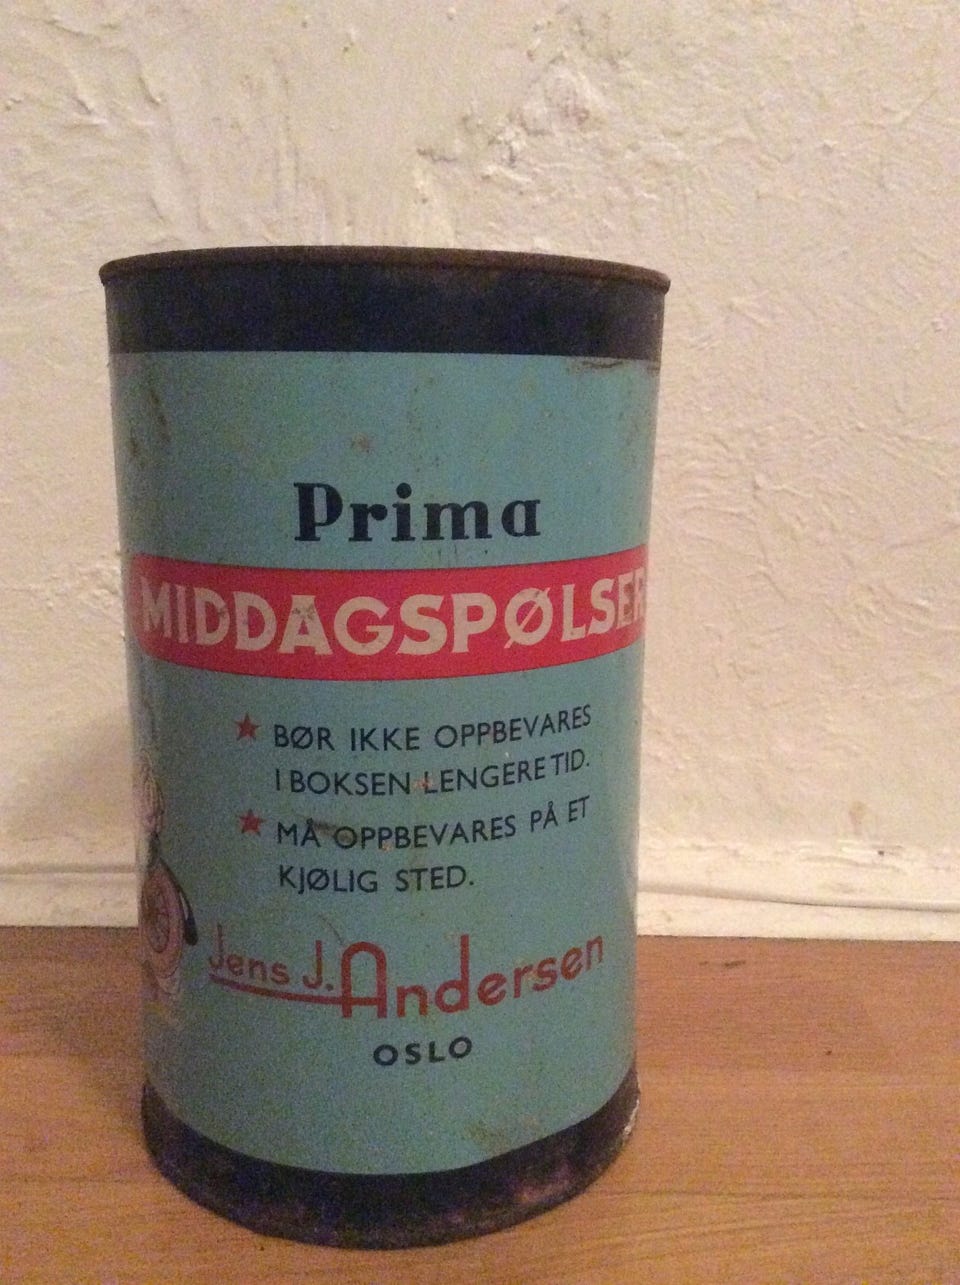 Prima
MIDDAGSPØLSER
BØR IKKE OPPBEVARES
I BOKSEN LENGERE TID.
MÅ OPPBEVARES PÅ ET
KJØLIG STED.
Jens J. Andersen
OSLO